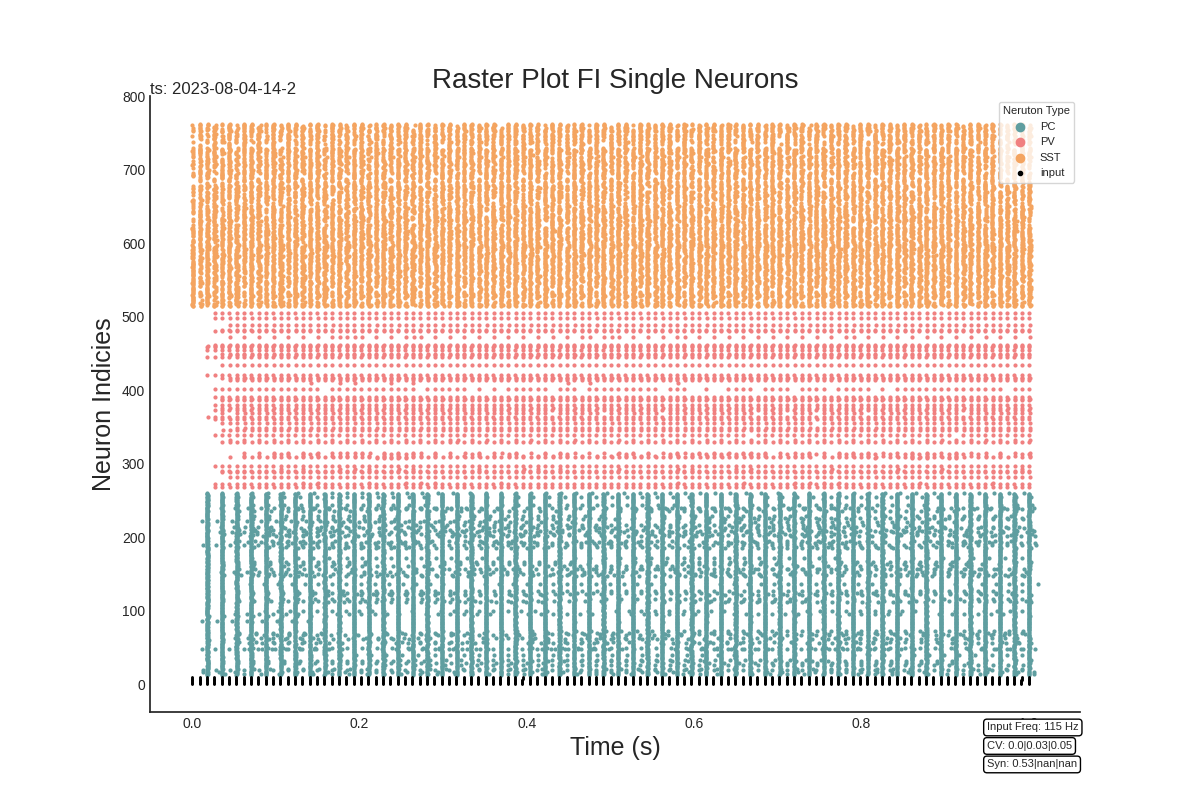 Raster Plot FI Single Neurons
ts: 2023-08-04-14-2
Neuron Indicies
800
700
600
500
400
300
200
100
0
Neruton Type
PC
PV
SST
input
0.0 0.2 0.4 0.6 0.8
Time (s)
Input Freq: 115 Hz
CV: 0.0|0.03|0.05
Syn: 0.53|nan|nan